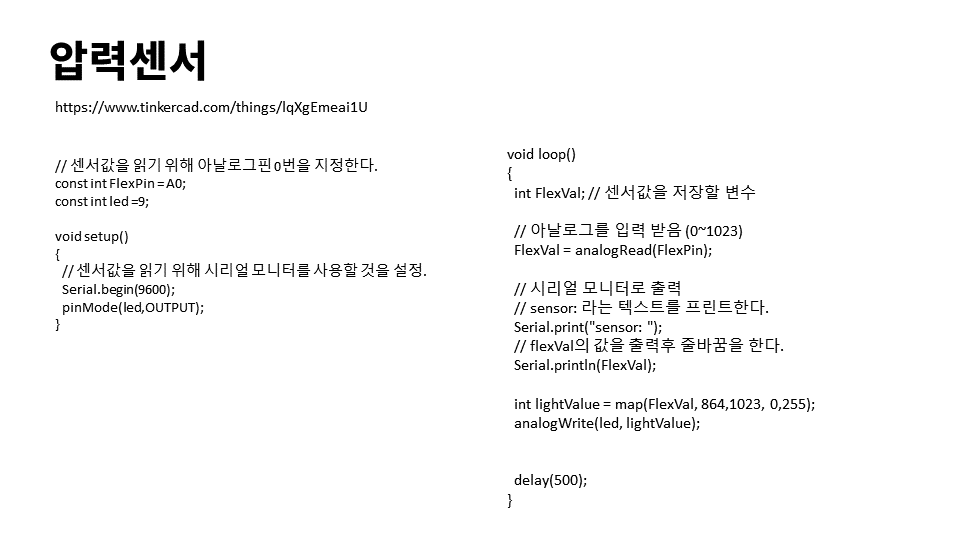 압력센서
https://www.tinkercad.com/things/lqXgEmeai1U
// 센서값을 읽기 위해 아날로그핀 0번을 지정한다.
const int FlexPin = A0;
const int led =9;
void setup()
{
// 센서값을 읽기 위해 시리얼 모니터를 사용할 것을 설정.
Serial.begin(9600);
pinMode(led,OUTPUT);
}
void loop()
{
int FlexVal; // 센서값을 저장할 변수
// 아날로그를 입력 받음 (0~1023)
FlexVal = analogRead(FlexPin);
// 시리얼 모니터로 출력
// sensor: 라는 텍스트를 프린트한다.
Serial.print("sensor: ");
// flexVal의 값을 출력후 줄바꿈을 한다.
Serial.println(FlexVal);
int lightValue = map(FlexVal, 864,1023, 0,255);
analogWrite(led, lightValue);
delay(500);
}